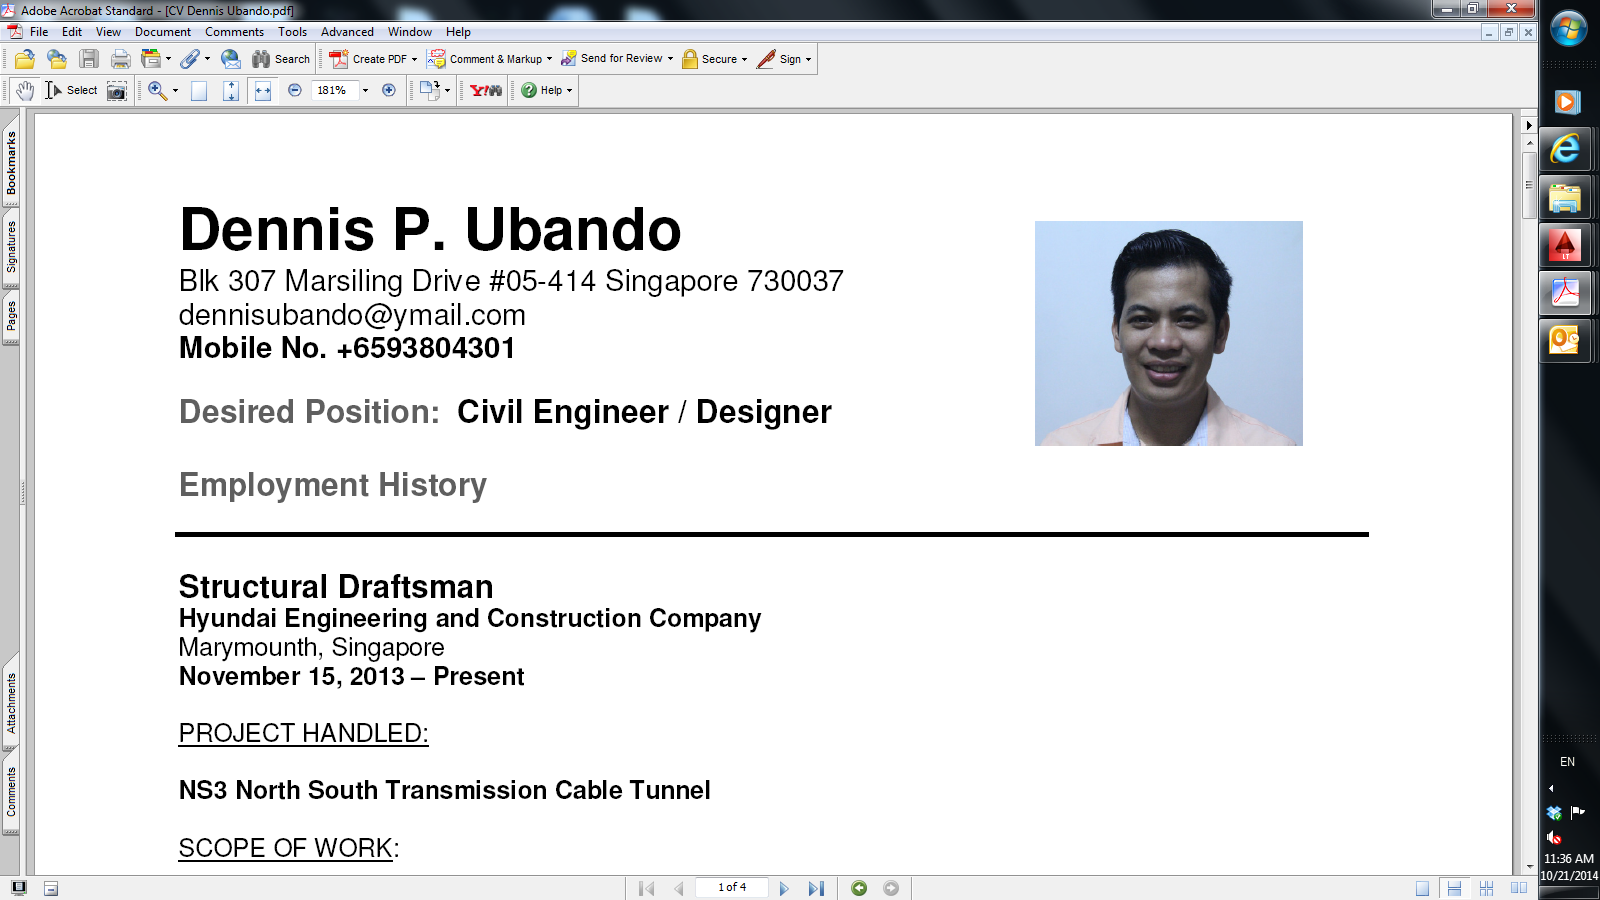 Adobe Acrobat Standard - [CV Dennis Ubando.pdf]
File Edit View Document Comments Tools Advanced Window Help
Search Create PDF Comment & Markup Send for Review Secure Sign
Select 181% Y! Help
Bookmarks
Signatures
Pages
Attachments
Comments
Dennis P. Ubando
Blk 307 Marsiling Drive #05-414 Singapore 730037
dennisubando@ymail.com
Mobile No. +6593804301
Desired Position: Civil Engineer / Designer
Employment History
Structural Draftsman
Hyundai Engineering and Construction Company
Marymounth, Singapore
November 15, 2013 – Present
PROJECT HANDLED:
NS3 North South Transmission Cable Tunnel
SCOPE OF WORK:
1 of 4
LT
EN
11:36 AM
10/21/2014